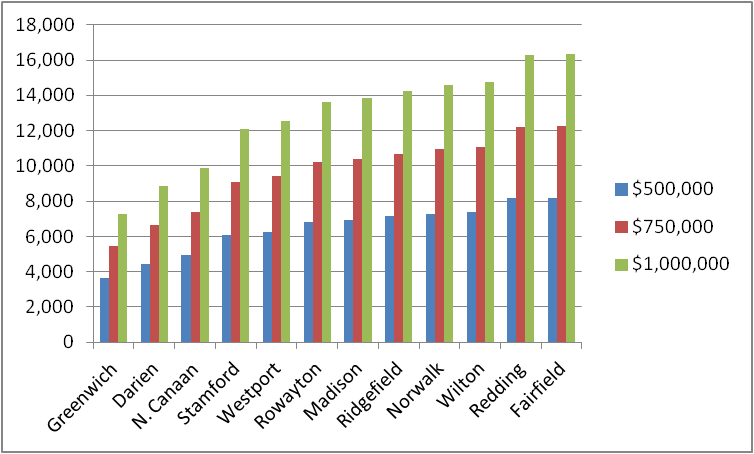 18,000
16,000
14,000
12,000
10,000
8,000
6,000
4,000
2,000
0
Greenwich
Darien
N. Canaan
Stamford
Westport
Rowayton
Madison
Ridgefield
Norwalk
Wilton
Redding
Fairfield
$500,000
$750,000
$1,000,000